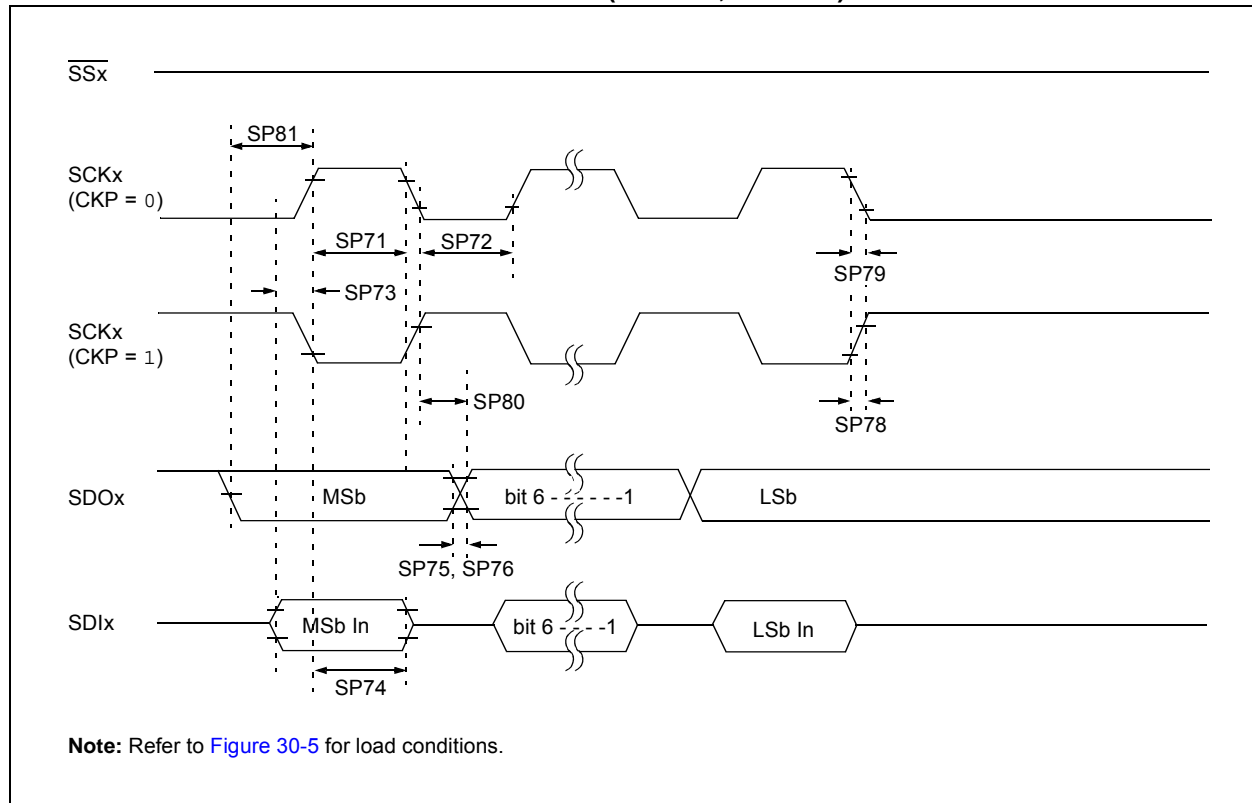 SSx
SP81
SCKx
(CKP = 0)
SP71
SP72
SP79
SP73
SCKx
(CKP = 1)
SP80
SP78
SDOx
MSb
bit 6 - - - - - - -1
LSb
SP75, SP76
SDIx
MSb In
bit 6 - - - - -1
LSb In
SP74
Note: Refer to Figure 30-5 for load conditions.